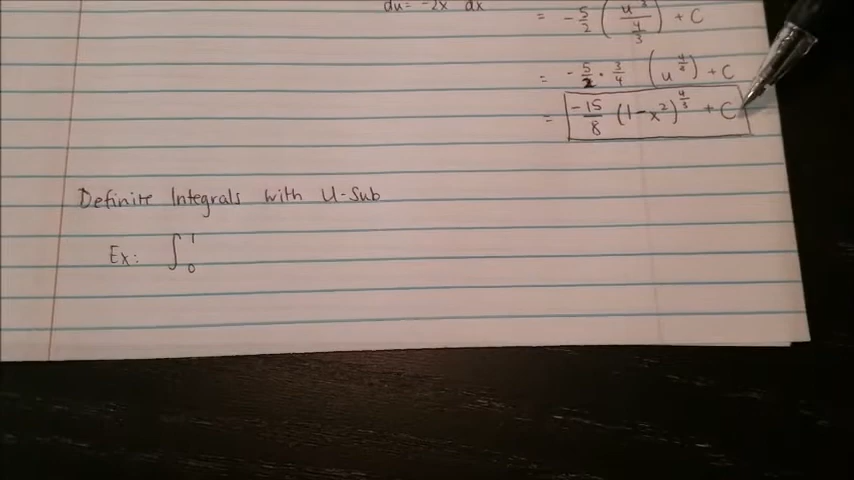 du = -2x dx
= -5/2 (u^{4/3} / (4/3)) + C
= -5/2 · 3/4 (u^{4/3}) + C
= -15/8 (1-x²)^{4/3} + C
Definite Integrals with U-Sub
Ex: ∫₀¹